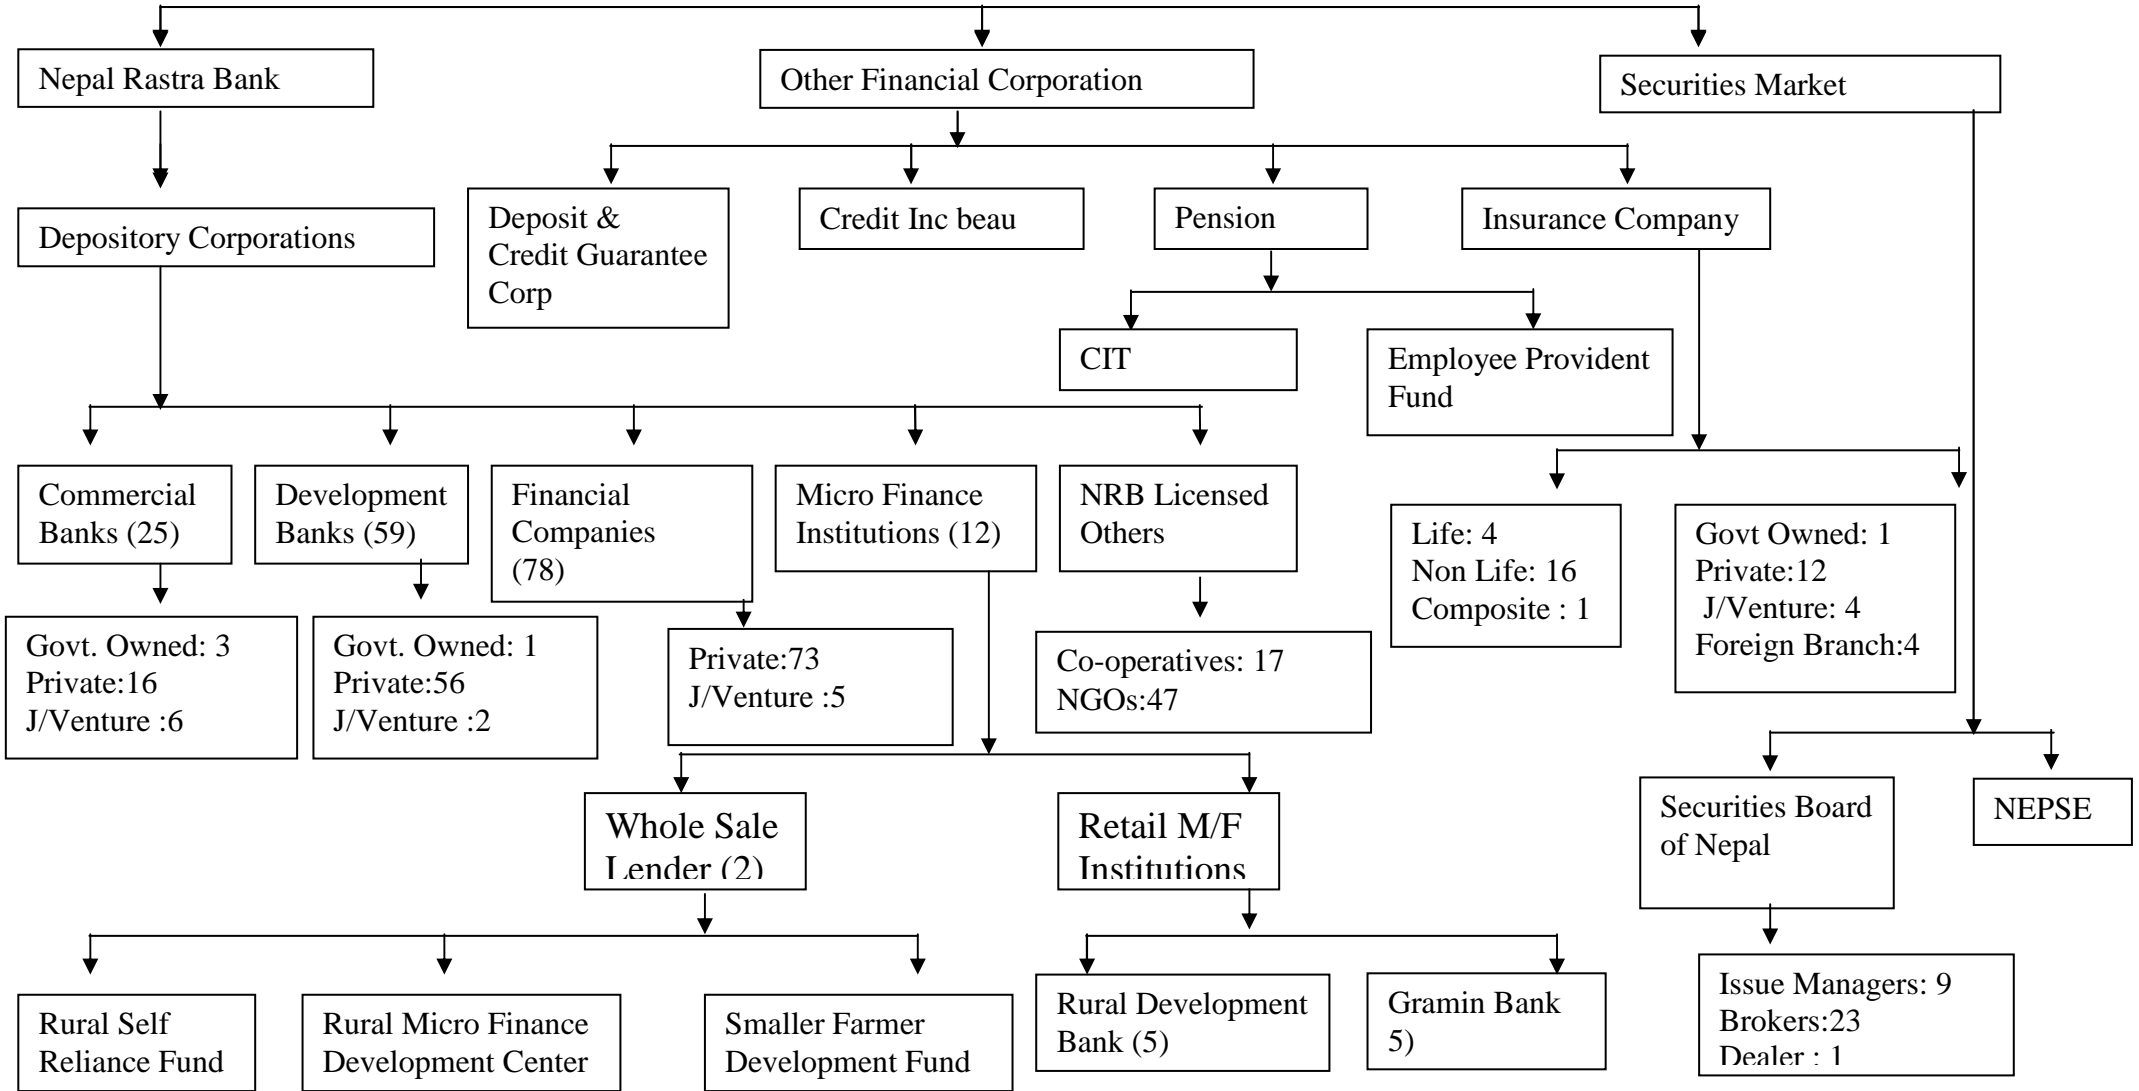 Nepal Rastra Bank
Other Financial Corporation
Securities Market
Depository Corporations
Deposit &
Credit Guarantee
Corp
Credit Inc beau
Pension
Insurance Company
CIT
Employee Provident
Fund
Commercial
Banks (25)
Development
Banks (59)
Financial
Companies
(78)
Micro Finance
Institutions (12)
NRB Licensed
Others
Life: 4
Non Life: 16
Composite : 1
Govt Owned: 1
Private:12
J/Venture: 4
Foreign Branch:4
Govt. Owned: 3
Private:16
J/Venture :6
Govt. Owned: 1
Private:56
J/Venture :2
Private:73
J/Venture :5
Co-operatives: 17
NGOs:47
Whole Sale
Lender (2)
Retail M/F
Institutions
Securities Board
of Nepal
NEPSE
Rural Self
Reliance Fund
Rural Micro Finance
Development Center
Smaller Farmer
Development Fund
Rural Development
Bank (5)
Gramin Bank
5)
Issue Managers: 9
Brokers:23
Dealer : 1